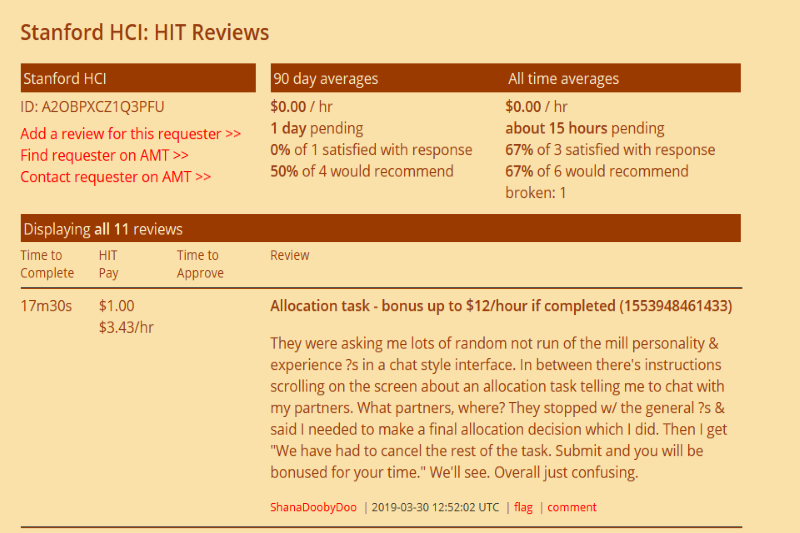 Stanford HCI: HIT Reviews
Stanford HCI
ID: A2OBPXCZ1Q3PFU
Add a review for this requester >>
Find requester on AMT >>
Contact requester on AMT >>
90 day averages
$0.00 / hr
1 day pending
0% of 1 satisfied with response
50% of 4 would recommend
All time averages
$0.00 / hr
about 15 hours pending
67% of 3 satisfied with response
67% of 6 would recommend
broken: 1
Displaying all 11 reviews
Time to
Complete
HIT
Pay
Time to
Approve
Review
17m30s
$1.00
$3.43/hr
Allocation task - bonus up to $12/hour if completed (1553948461433)
They were asking me lots of random not run of the mill personality &
experience ?s in a chat style interface. In between there's instructions
scrolling on the screen about an allocation task telling me to chat with
my partners. What partners, where? They stopped w/ the general ?s &
said I needed to make a final allocation decision which I did. Then I get
"We have had to cancel the rest of the task. Submit and you will be
bonused for your time." We'll see. Overall just confusing.
ShanaDoobyDoo | 2019-03-30 12:52:02 UTC | flag | comment